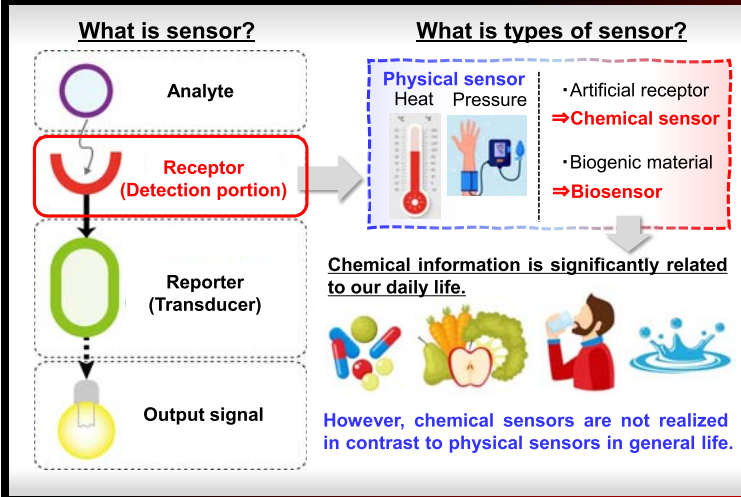 What is sensor?
Analyte
Receptor
(Detection portion)
Reporter
(Transducer)
Output signal
What is types of sensor?
Physical sensor
Heat
Pressure
・Artificial receptor
⇒Chemical sensor
・Biogenic material
⇒Biosensor
Chemical information is significantly related
to our daily life.
However, chemical sensors are not realized
in contrast to physical sensors in general life.